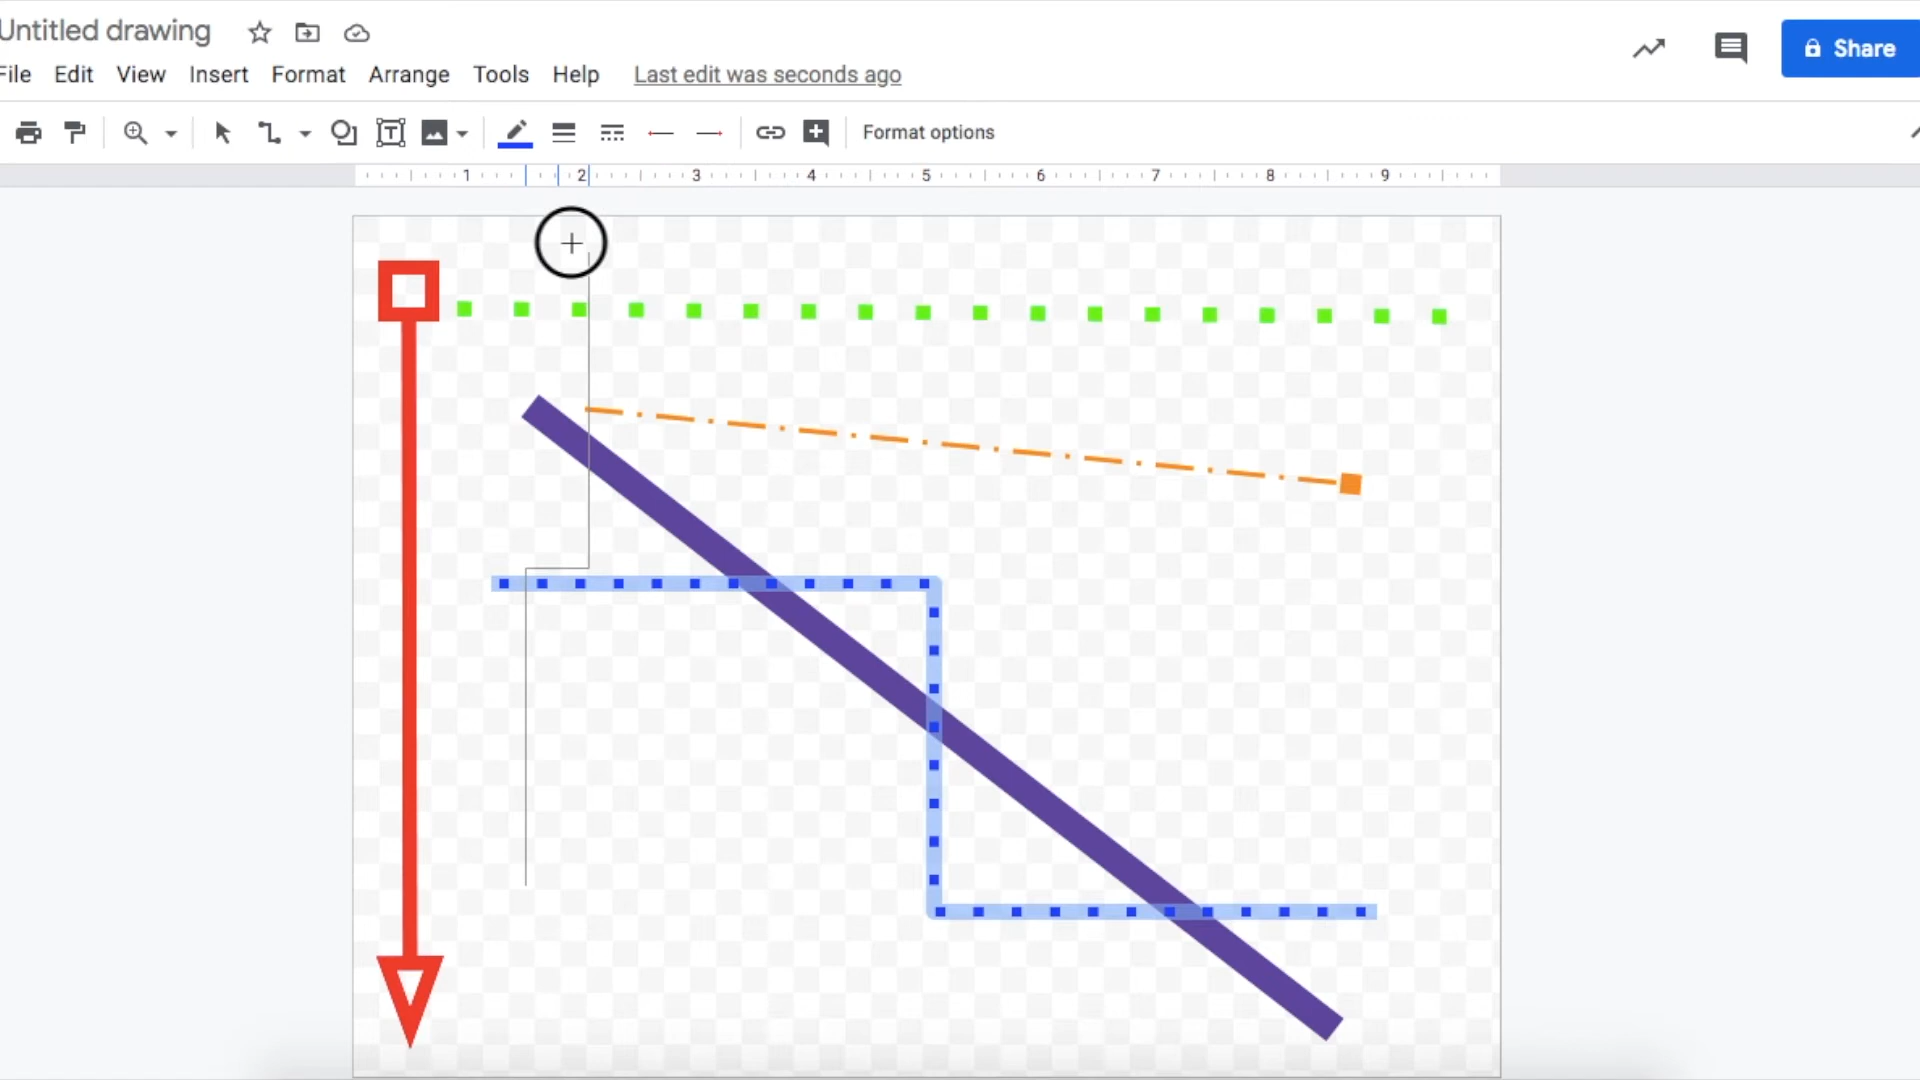 Untitled drawing
File Edit View Insert Format Arrange Tools Help Last edit was seconds ago
Share
Format options
1 2 3 4 5 6 7 8 9